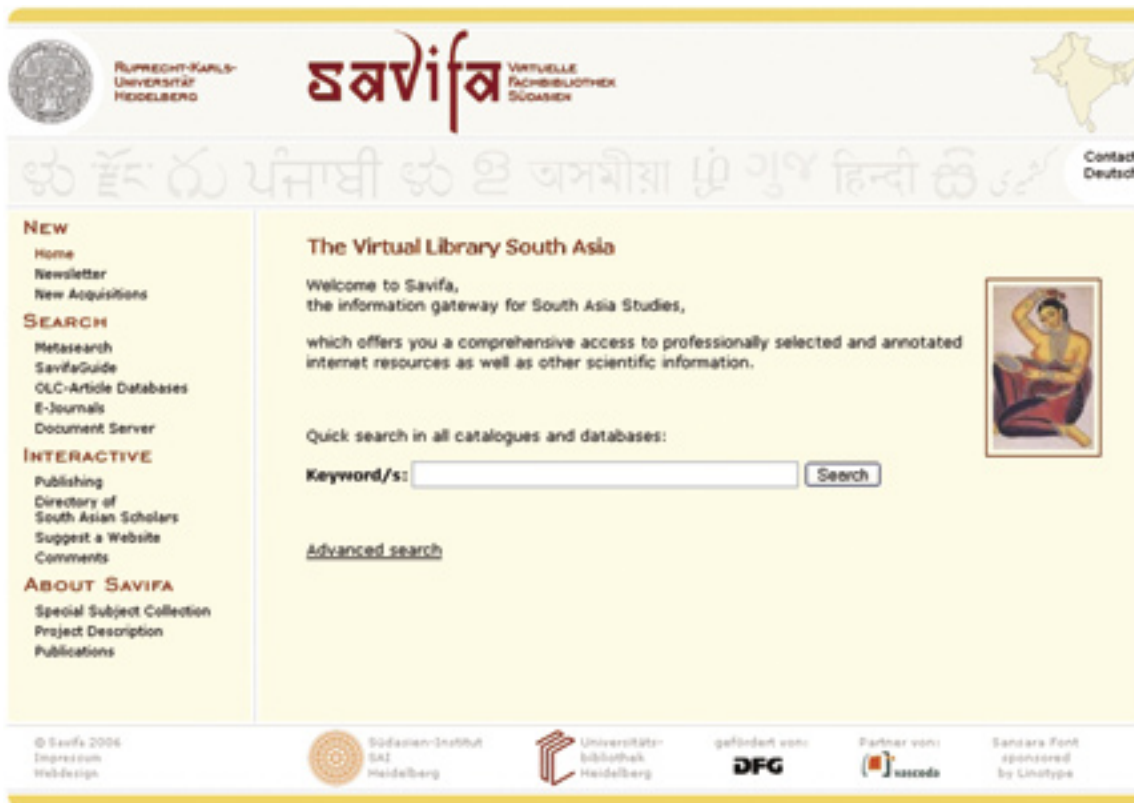 RUPRECHT-KARLS-
UNIVERSITÄT
HEIDELBERG
savifa
VIRTUELLE
FACHBIBLIOTHEK
SÜDASIEN
ਪੰਜਾਬੀ
অসমীয়া
ગુજ
हिन्दी
Contact
Deutsch
NEW
Home
Newsletter
New Acquisitions
SEARCH
Metasearch
SavifaGuide
OLC-Article Databases
E-Journals
Document Server
INTERACTIVE
Publishing
Directory of
South Asian Scholars
Suggest a Website
Comments
ABOUT SAVIFA
Special Subject Collection
Project Description
Publications
The Virtual Library South Asia
Welcome to Savifa,
the information gateway for South Asia Studies,
which offers you a comprehensive access to professionally selected and annotated
internet resources as well as other scientific information.
Quick search in all catalogues and databases:
Keyword/s: Search
Advanced search
© Savifa 2006
Impressum
Webdesign
Südasien-Institut
SAI
Heidelberg
Universitäts-
bibliothek
Heidelberg
gefördert von:
DFG
Partner von:
vascoda
Sansara Font
sponsored
by Linotype